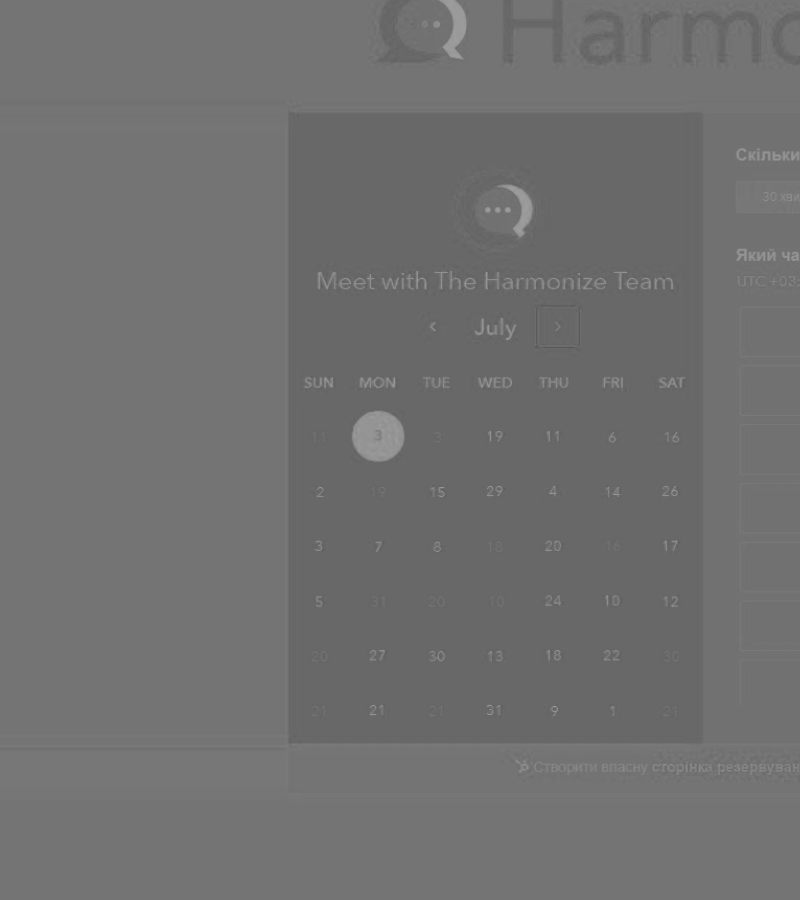 Harmo
Meet with The Harmonize Team
July
SUN MON TUE WED THU FRI SAT
11 3 3 19 11 6 16
2 19 15 29 4 14 26
3 7 8 18 20 16 17
5 31 20 10 24 10 12
20 27 30 13 18 22 30
21 21 21 31 9 1 21
Скільки
30 хви
Який ча
UTC +03:
Створити власну сторінка резервуван